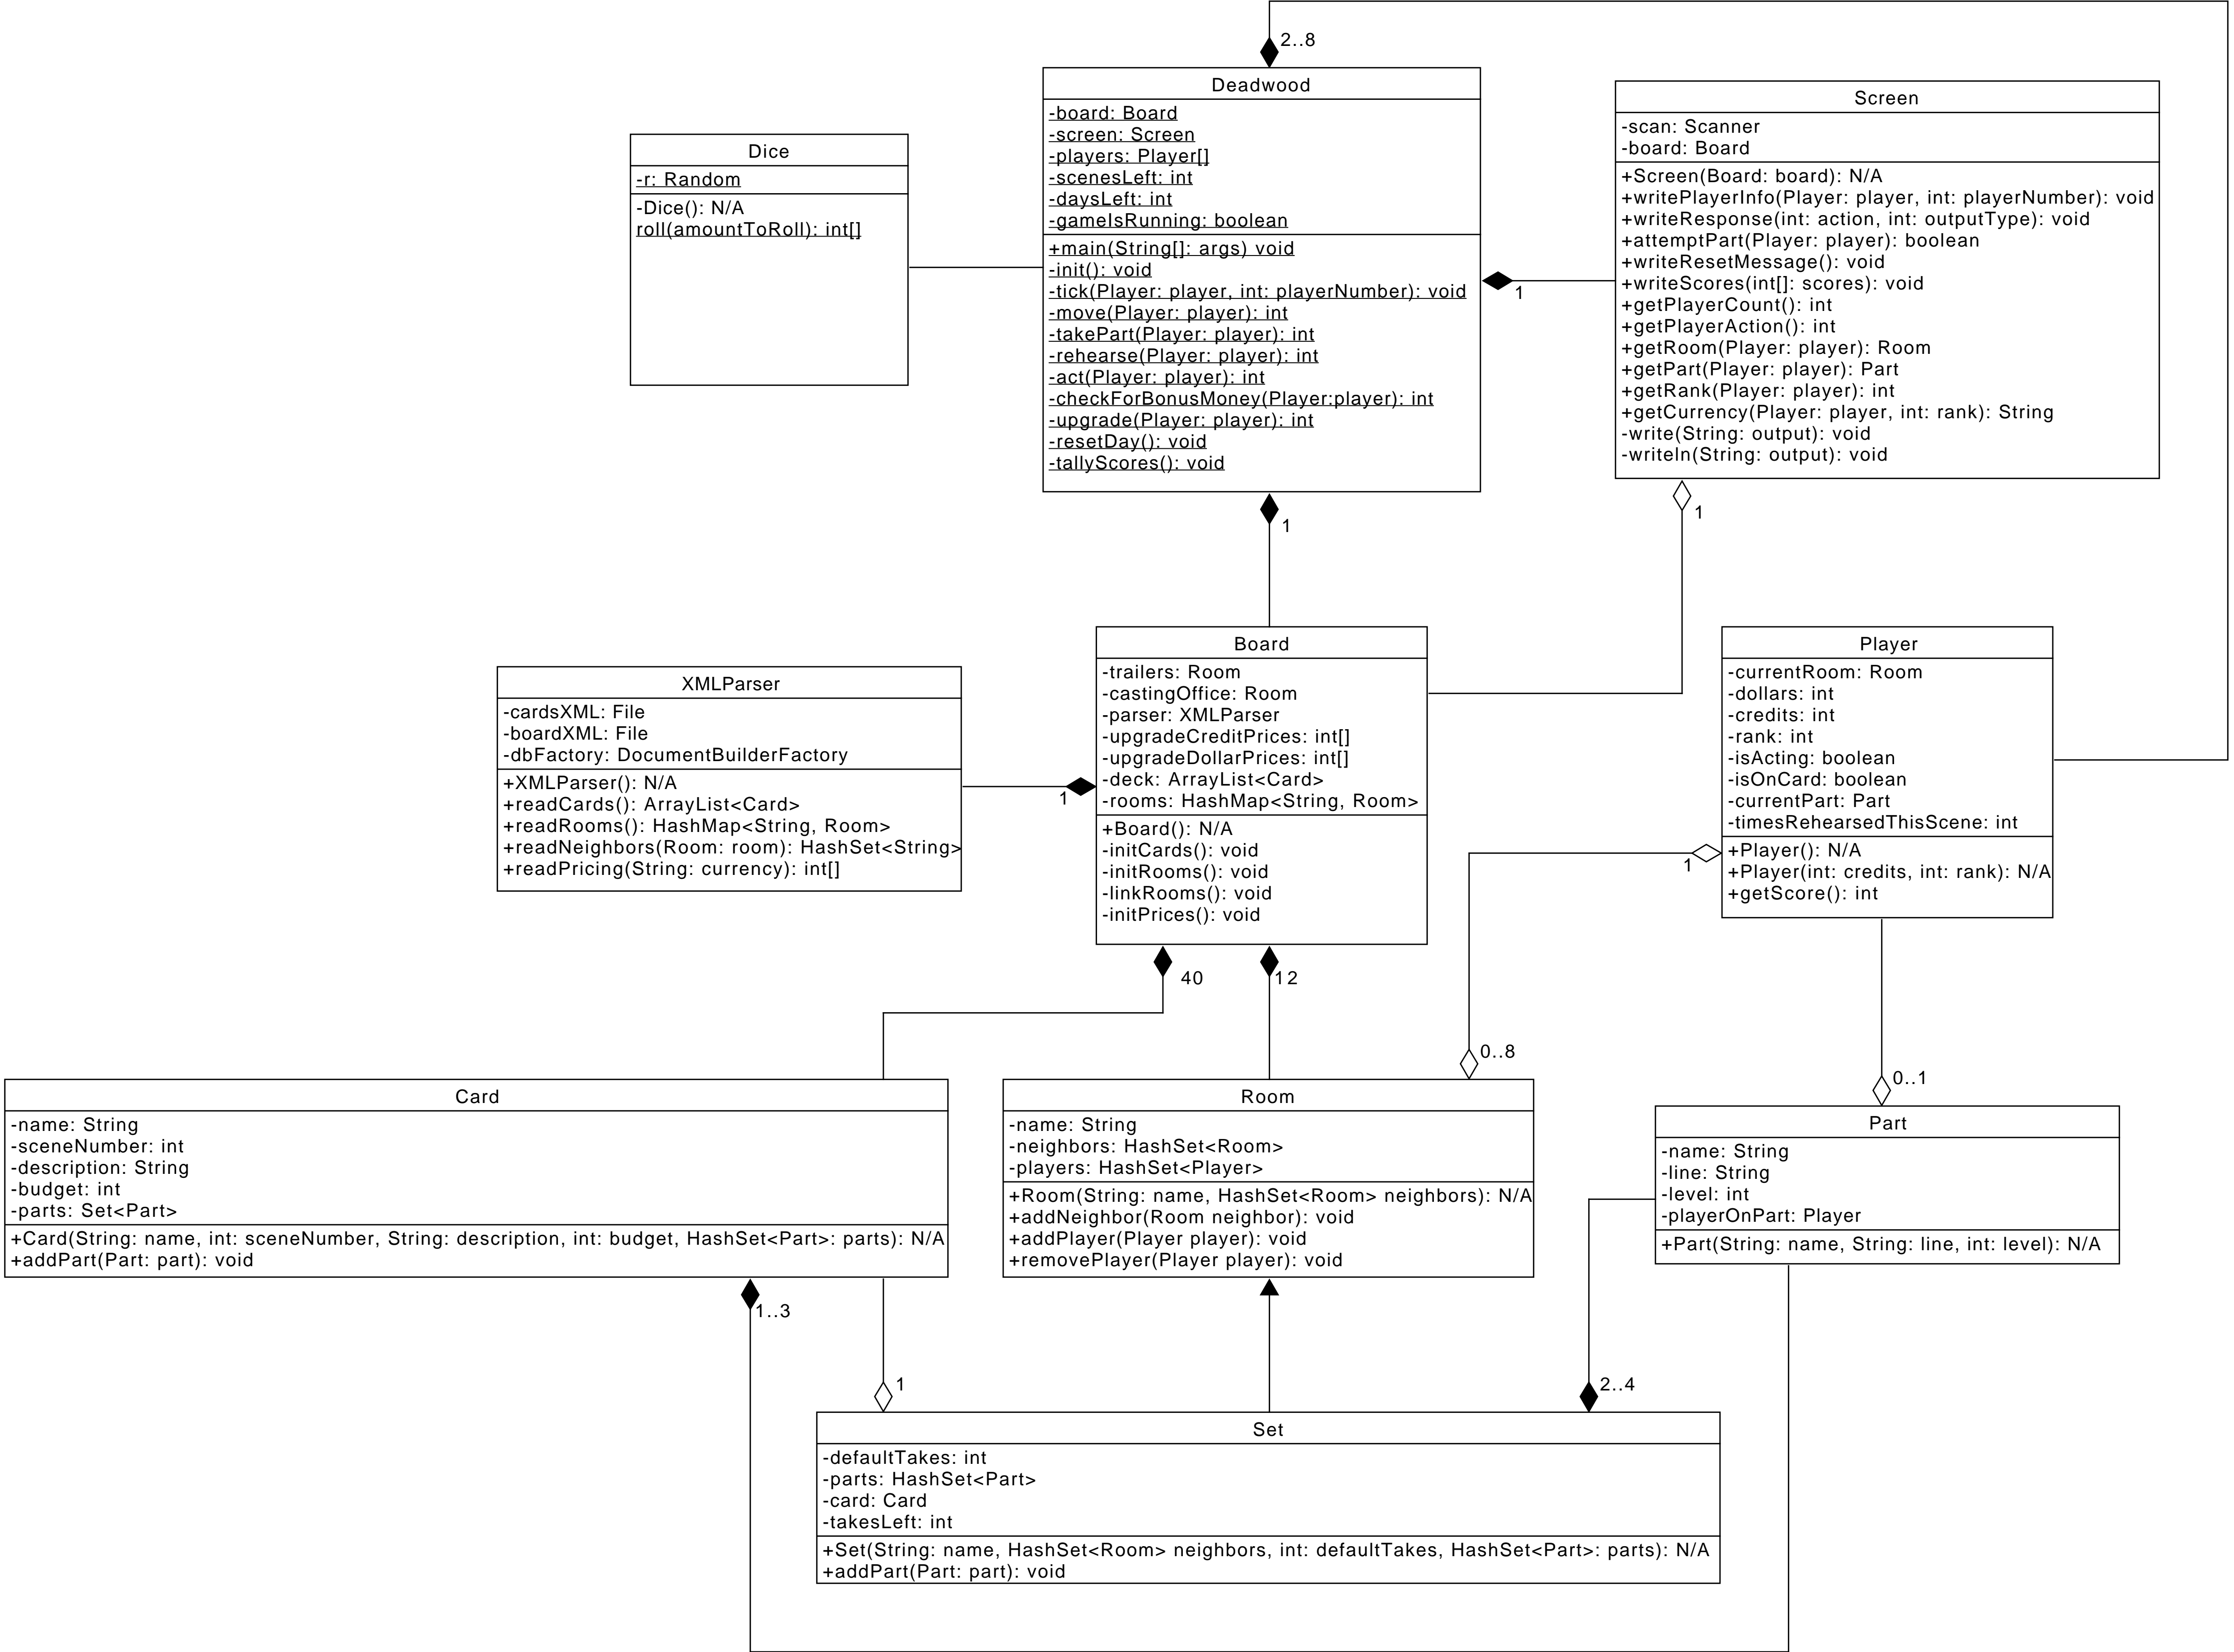 2..8
Deadwood
-board: Board
-screen: Screen
-players: Player[]
-scenesLeft: int
-daysLeft: int
-gameIsRunning: boolean
+main(String[]: args) void
-init(): void
-tick(Player: player, int: playerNumber): void
-move(Player: player): int
-takePart(Player: player): int
-rehearse(Player: player): int
-act(Player: player): int
-checkForBonusMoney(Player:player): int
-upgrade(Player: player): int
-resetDay(): void
-tallyScores(): void
1
1
Screen
-scan: Scanner
-board: Board
+Screen(Board: board): N/A
+writePlayerInfo(Player: player, int: playerNumber): void
+writeResponse(int: action, int: outputType): void
+attemptPart(Player: player): boolean
+writeResetMessage(): void
+writeScores(int[]: scores): void
+getPlayerCount(): int
+getPlayerAction(): int
+getRoom(Player: player): Room
+getPart(Player: player): Part
+getRank(Player: player): int
+getCurrency(Player: player, int: rank): String
-write(String: output): void
-writeln(String: output): void
1
Dice
-r: Random
-Dice(): N/A
roll(amountToRoll): int[]
XMLParser
-cardsXML: File
-boardXML: File
-dbFactory: DocumentBuilderFactory
+XMLParser(): N/A
+readCards(): ArrayList<Card>
+readRooms(): HashMap<String, Room>
+readNeighbors(Room: room): HashSet<String>
+readPricing(String: currency): int[]
1
Board
-trailers: Room
-castingOffice: Room
-parser: XMLParser
-upgradeCreditPrices: int[]
-upgradeDollarPrices: int[]
-deck: ArrayList<Card>
-rooms: HashMap<String, Room>
+Board(): N/A
-initCards(): void
-initRooms(): void
-linkRooms(): void
-initPrices(): void
40
12
Player
-currentRoom: Room
-dollars: int
-credits: int
-rank: int
-isActing: boolean
-isOnCard: boolean
-currentPart: Part
-timesRehearsedThisScene: int
+Player(): N/A
+Player(int: credits, int: rank): N/A
+getScore(): int
1
0..8
0..1
Card
-name: String
-sceneNumber: int
-description: String
-budget: int
-parts: Set<Part>
+Card(String: name, int: sceneNumber, String: description, int: budget, HashSet<Part>: parts): N/A
+addPart(Part: part): void
1..3
1
Room
-name: String
-neighbors: HashSet<Room>
-players: HashSet<Player>
+Room(String: name, HashSet<Room> neighbors): N/A
+addNeighbor(Room neighbor): void
+addPlayer(Player player): void
+removePlayer(Player player): void
Part
-name: String
-line: String
-level: int
-playerOnPart: Player
+Part(String: name, String: line, int: level): N/A
2..4
Set
-defaultTakes: int
-parts: HashSet<Part>
-card: Card
-takesLeft: int
+Set(String: name, HashSet<Room> neighbors, int: defaultTakes, HashSet<Part>: parts): N/A
+addPart(Part: part): void